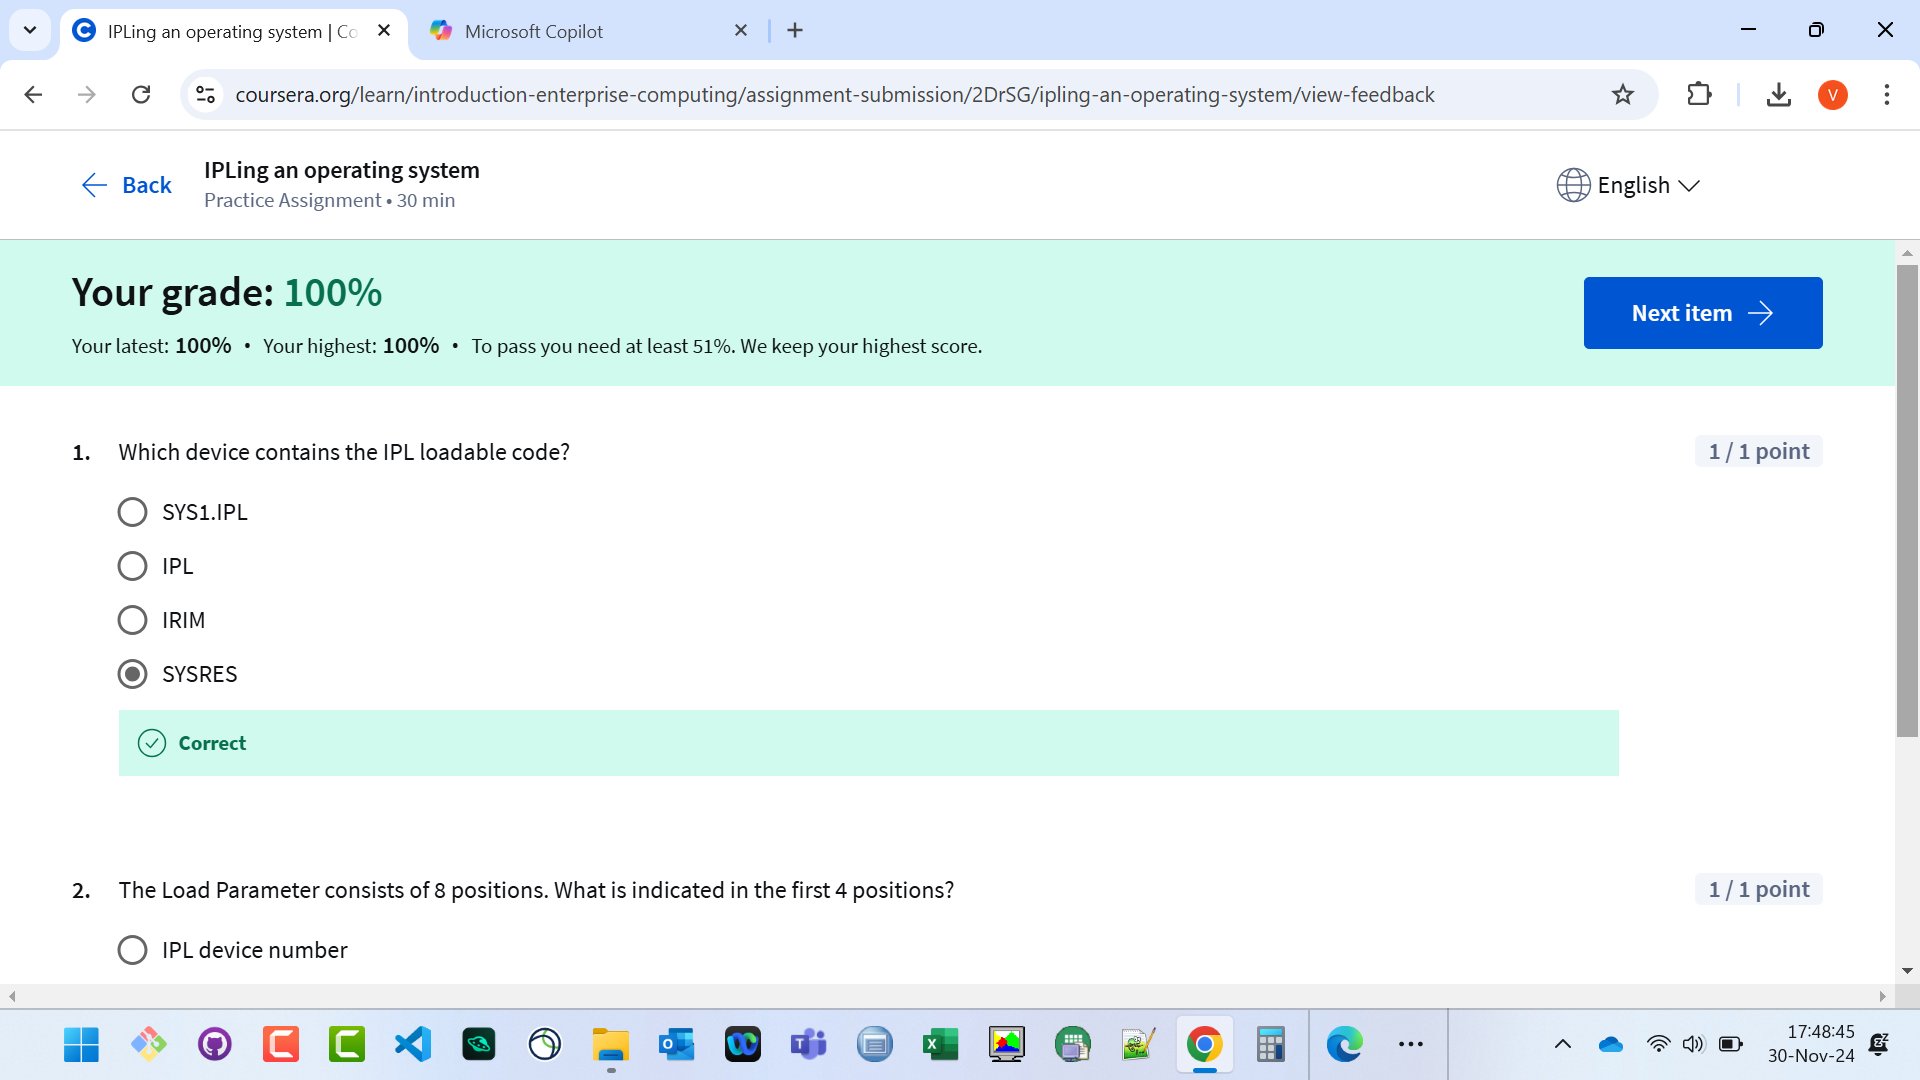 IPLing an operating system | Co
Microsoft Copilot
coursera.org/learn/introduction-enterprise-computing/assignment-submission/2DrSG/ipling-an-operating-system/view-feedback
V
Back
IPLing an operating system
Practice Assignment • 30 min
English
Your grade: 100%
Your latest: 100% • Your highest: 100% • To pass you need at least 51%. We keep your highest score.
Next item
1. Which device contains the IPL loadable code?
1 / 1 point
SYS1.IPL
IPL
IRIM
SYSRES
Correct
2. The Load Parameter consists of 8 positions. What is indicated in the first 4 positions?
1 / 1 point
IPL device number
17:48:45
30-Nov-24